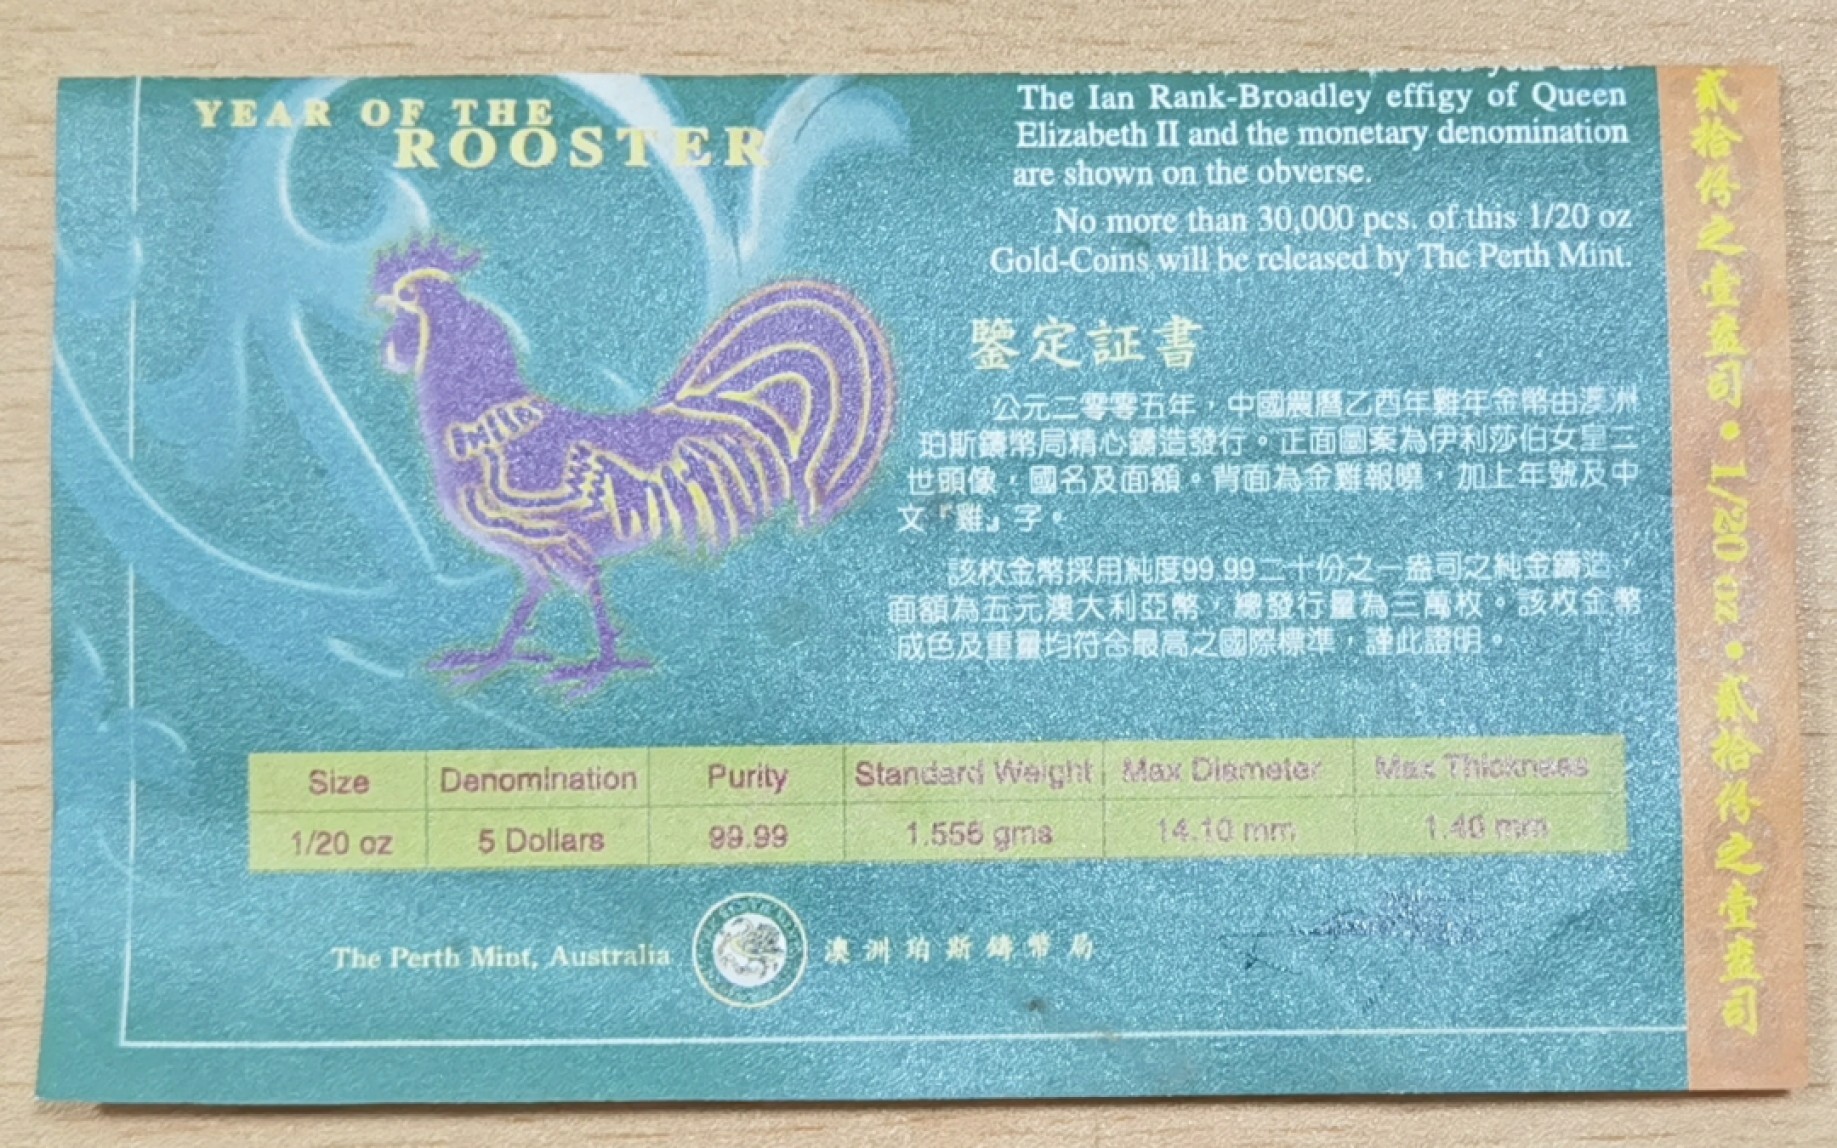 YEAR OF THE
ROOSTER
The Ian Rank-Broadley effigy of Queen
Elizabeth II and the monetary denomination
are shown on the obverse.
No more than 30,000 pcs. of this 1/20 oz
Gold-Coins will be released by The Perth Mint.
鑒定証書
公元二零零五年，中國農曆乙酉年雞年金幣由澳洲
珀斯鑄幣局精心鑄造發行。正面圖案為伊利莎伯女皇二
世頭像，國名及面額。背面為金雞報曉，加上年號及中
文『雞』字。
該枚金幣採用純度99.99二十份之一盎司之純金鑄造，
面額為五元澳大利亞幣，總發行量為三萬枚。該枚金幣
成色及重量均符合最高之國際標準，謹此證明。
Size Denomination Purity Standard Weight Max Diameter Max Thickness
1/20 oz 5 Dollars 99.99 1.556 gms 14.10 mm 1.40 mm
The Perth Mint, Australia 澳洲珀斯鑄幣局
貳拾份之壹盎司•1/20 oz•貳拾份之壹盎司